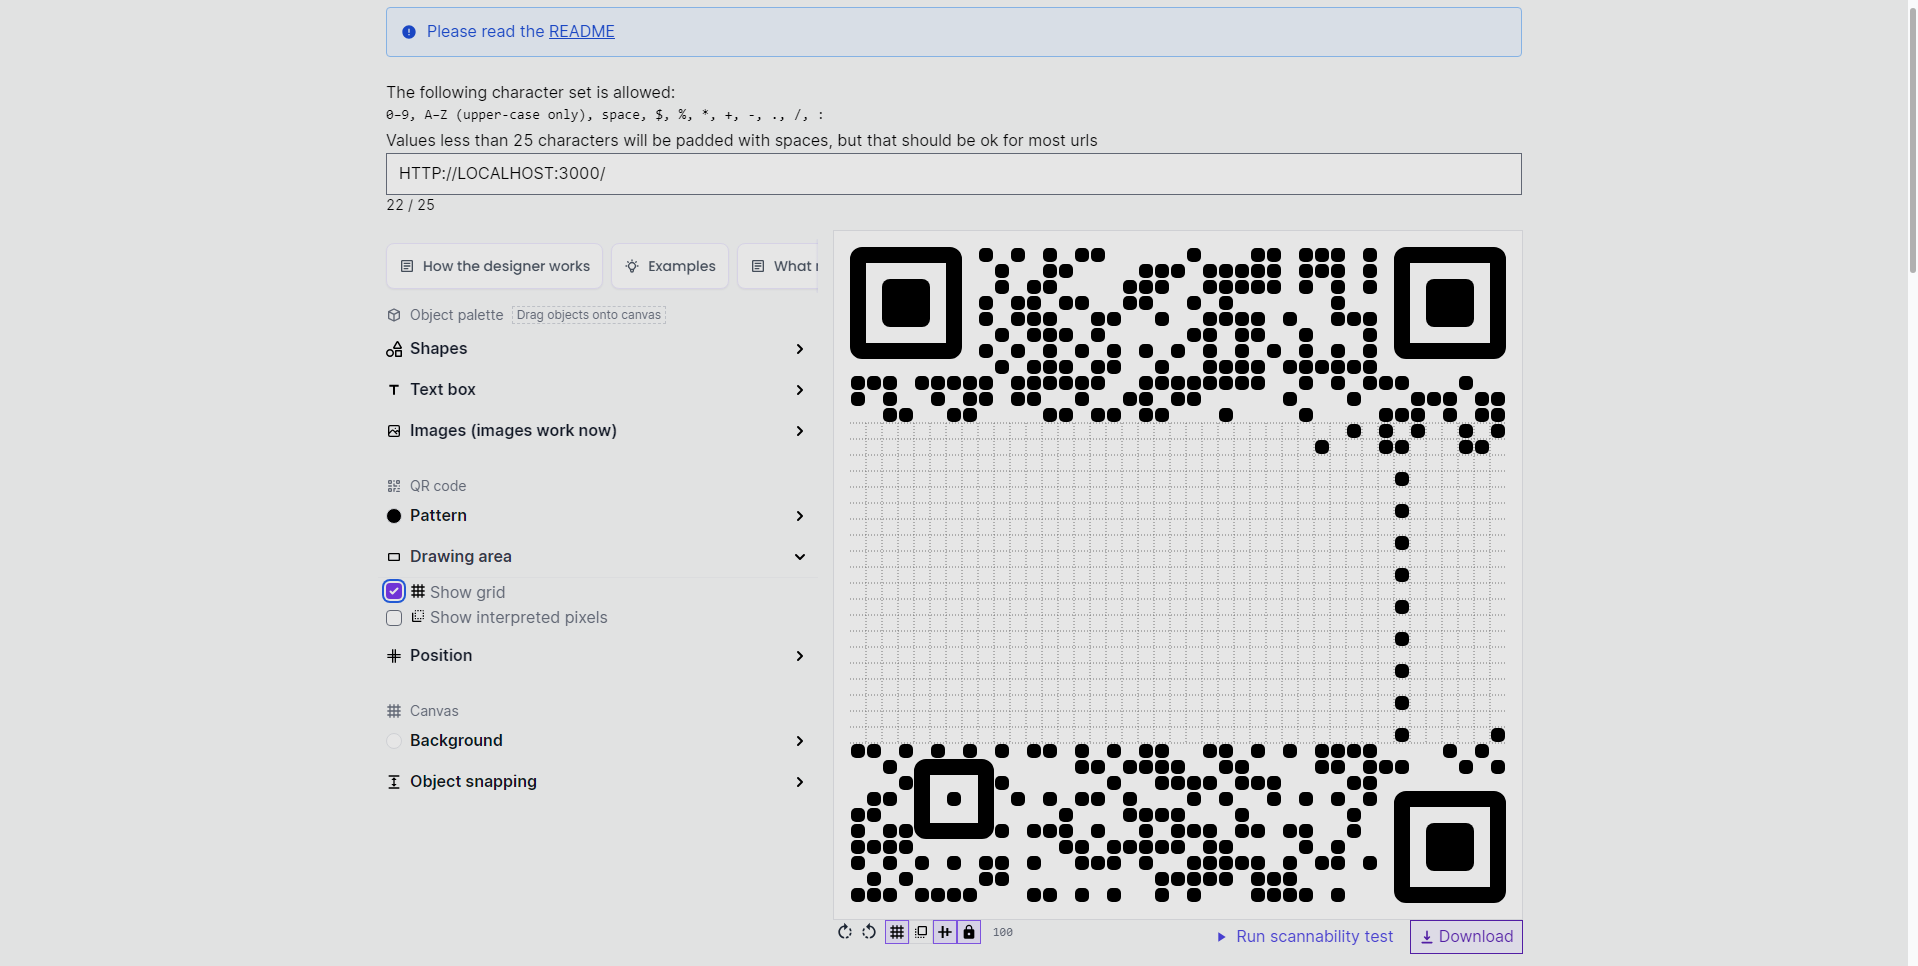 Please read the README
The following character set is allowed:
0–9, A–Z (upper-case only), space, $, %, *, +, -, ., /, :
Values less than 25 characters will be padded with spaces, but that should be ok for most urls
HTTP://LOCALHOST:3000/
22 / 25
How the designer works
Examples
What
Object palette
Drag objects onto canvas
Shapes
Text box
Images (images work now)
QR code
Pattern
Drawing area
Show grid
Show interpreted pixels
Position
Canvas
Background
Object snapping
100
Run scannability test
Download